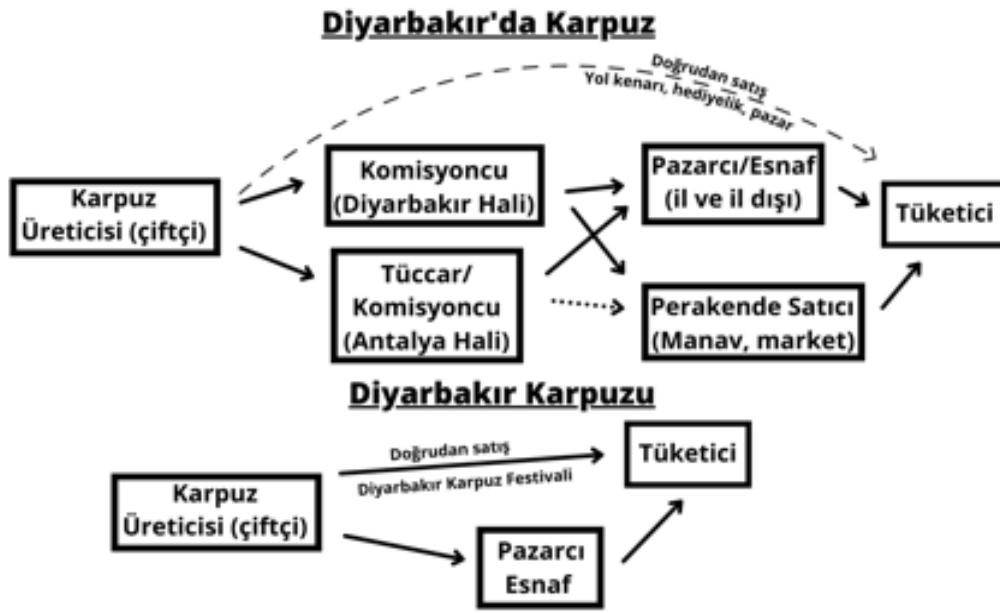 Diyarbakır'da Karpuz
Doğrudan satış
Yol kenarı, hediyelik, pazar
Karpuz
Üreticisi (çiftçi)
Komisyoncu
(Diyarbakır Hali)
Tüccar/
Komisyoncu
(Antalya Hali)
Pazarcı/Esnaf
(il ve il dışı)
Perakende Satıcı
(Manav, market)
Tüketici
Diyarbakır Karpuzu
Karpuz
Üreticisi (çiftçi)
Doğrudan satış
Diyarbakır Karpuz Festivali
Pazarcı
Esnaf
Tüketici